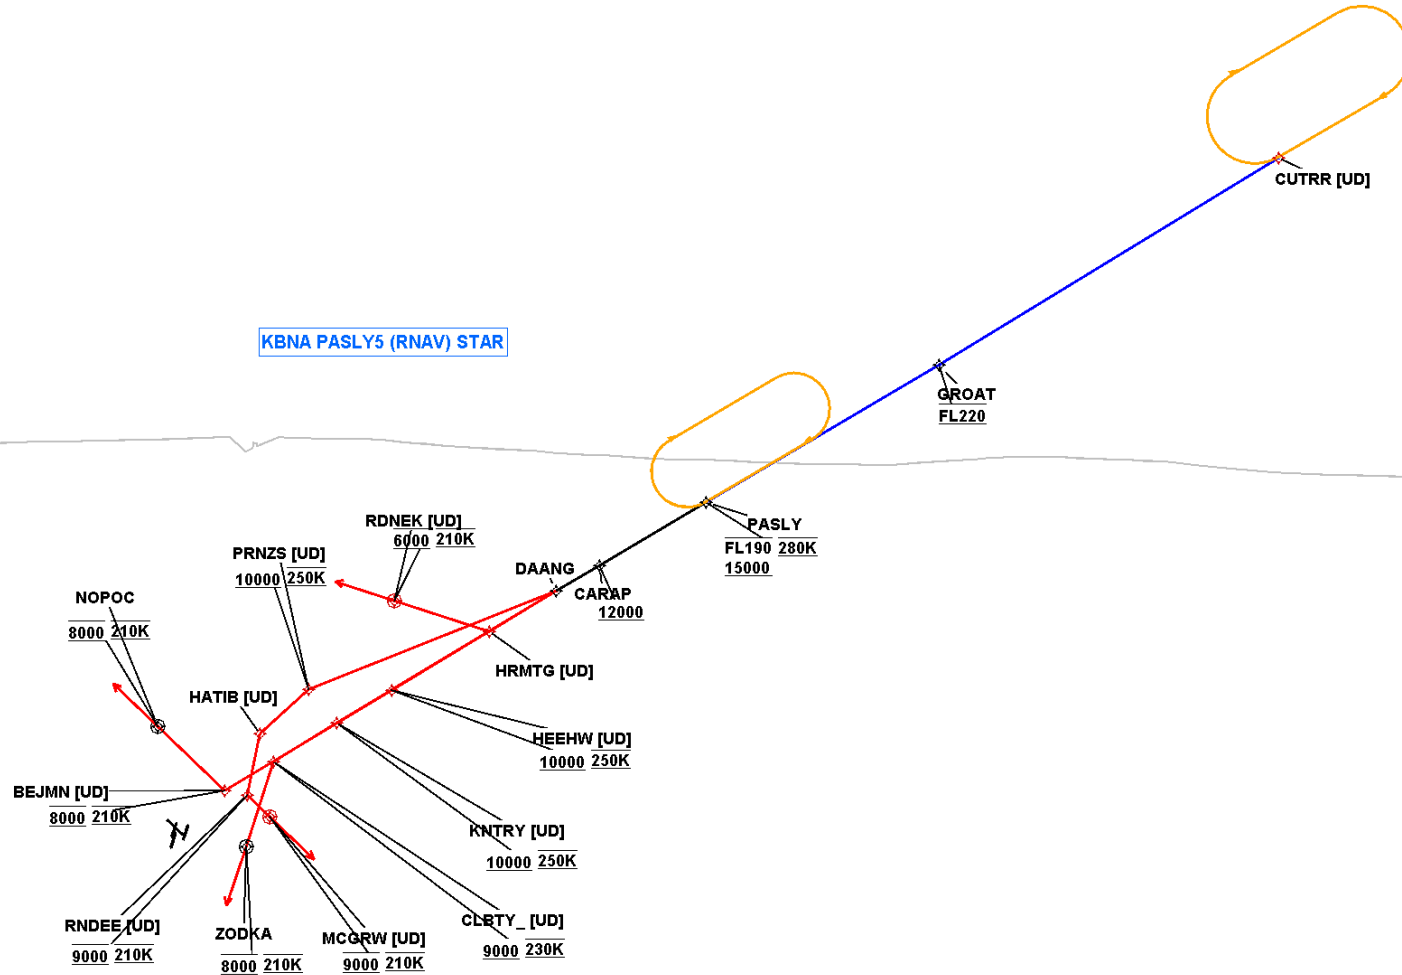 CUTRR [UD]
KBNA PASLY5 (RNAV) STAR
GROAT
FL220
PASLY
FL190 280K
15000
RDNEK [UD]
6000 210K
PRNZS [UD]
10000 250K
DAANG
CARAP
12000
NOPOC
8000 210K
HRMTG [UD]
HATIB [UD]
HEEHW [UD]
10000 250K
BEJMN [UD]
8000 210K
KNTRY [UD]
10000 250K
CLBTY_ [UD]
9000 230K
RNDEE [UD]
9000 210K
ZODKA
8000 210K
MCGRW [UD]
9000 210K